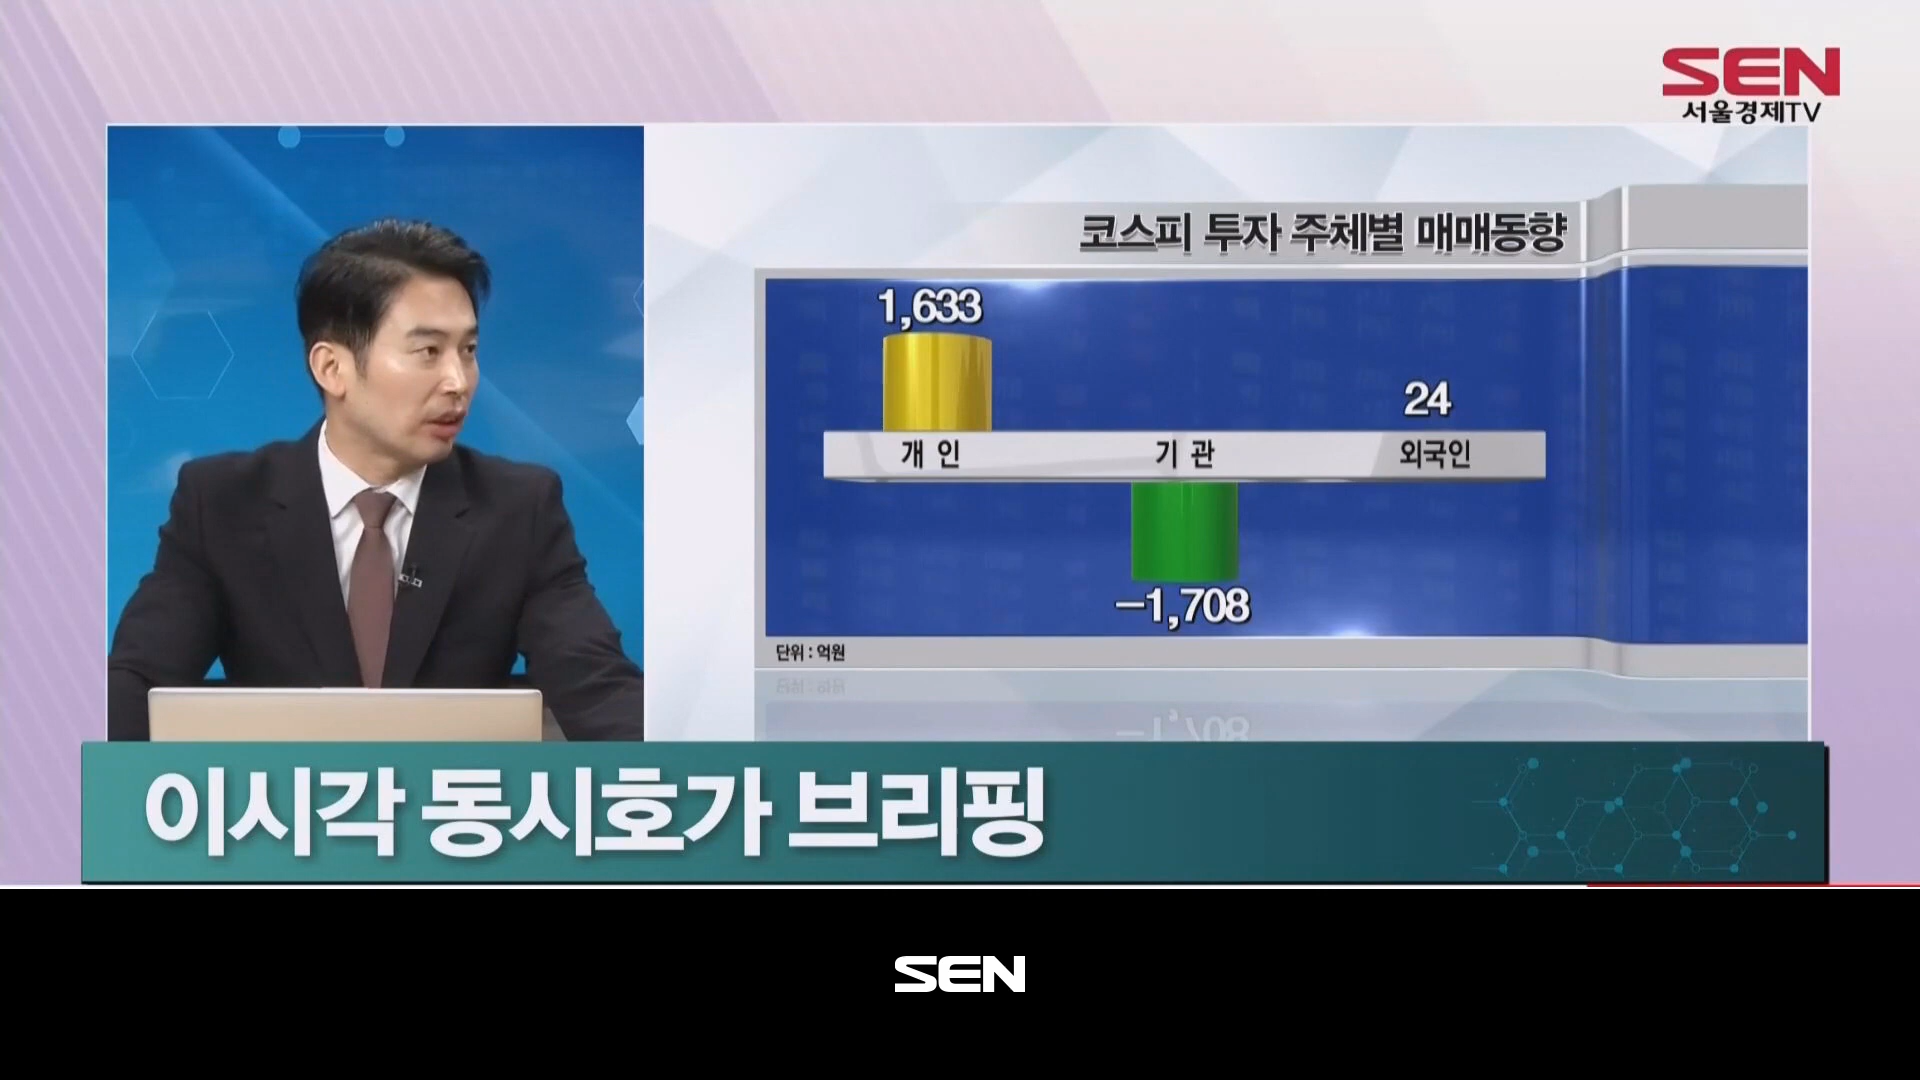 SEN
서울경제TV
코스피 투자 주체별 매매동향
1,633
24
개인 기관 외국인
-1,708
단위:억원
이시각 동시호가 브리핑
SEN